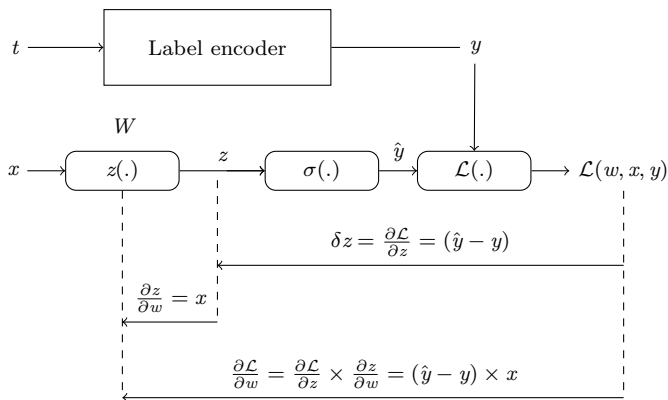 t Label encoder y
W
x z(.) z σ(.) ŷ ℒ(.) ℒ(w, x, y)
δz = ∂ℒ/∂z = (ŷ − y)
∂z/∂w = x
∂ℒ/∂w = ∂ℒ/∂z × ∂z/∂w = (ŷ − y) × x